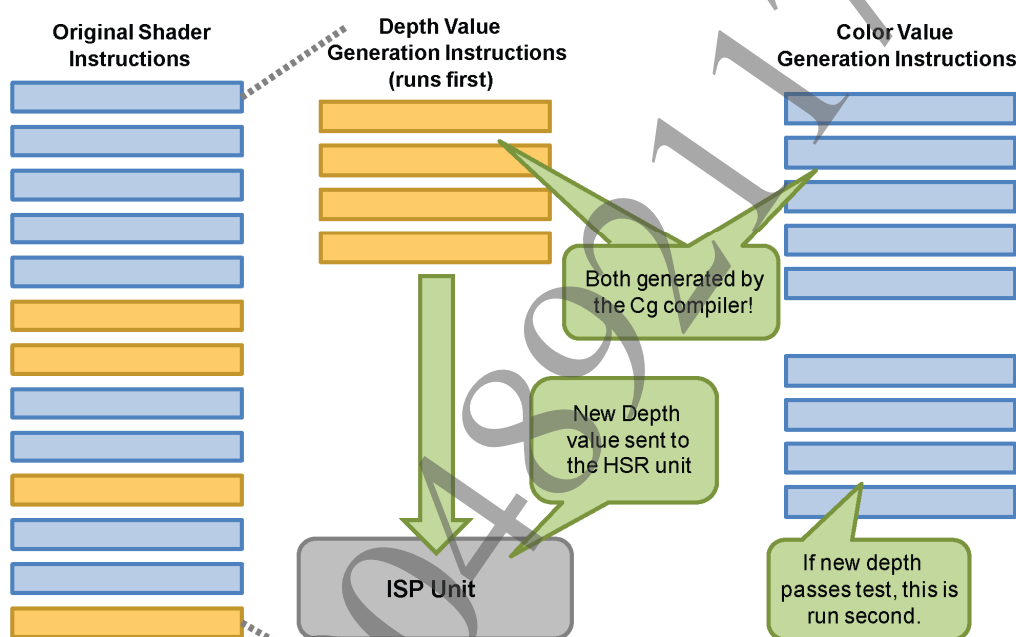 Original Shader
Instructions
Depth Value
Generation Instructions
(runs first)
Color Value
Generation Instructions
Both generated by
the Cg compiler!
New Depth
value sent to
the HSR unit
ISP Unit
If new depth
passes test, this is
run second.
048921